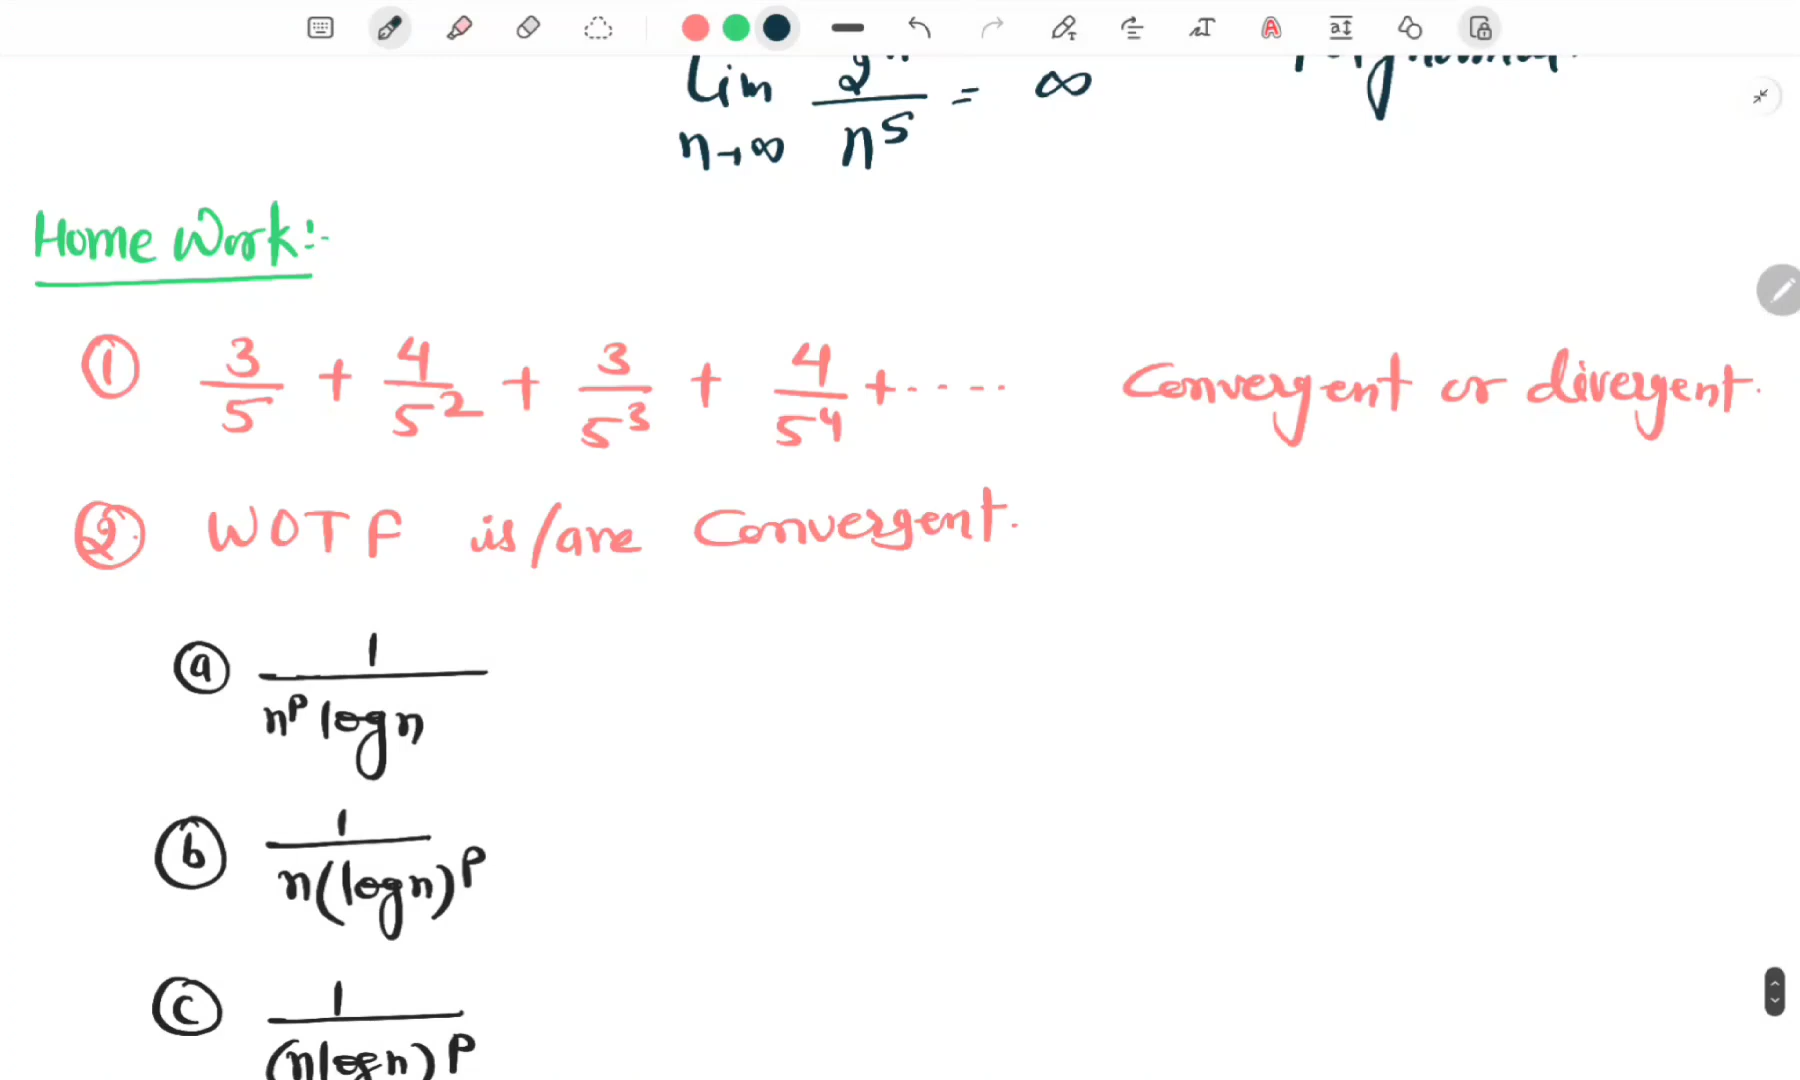 lim 2^n / n^5 = ∞
n→∞
Home Work:-
① 3/5 + 4/5^2 + 3/5^3 + 4/5^4 + ..... Convergent or divergent.
② WOTF is/are Convergent.
ⓐ 1 / n^p log n
ⓑ 1 / n(log n)^p
ⓒ 1 / (n log n)^p